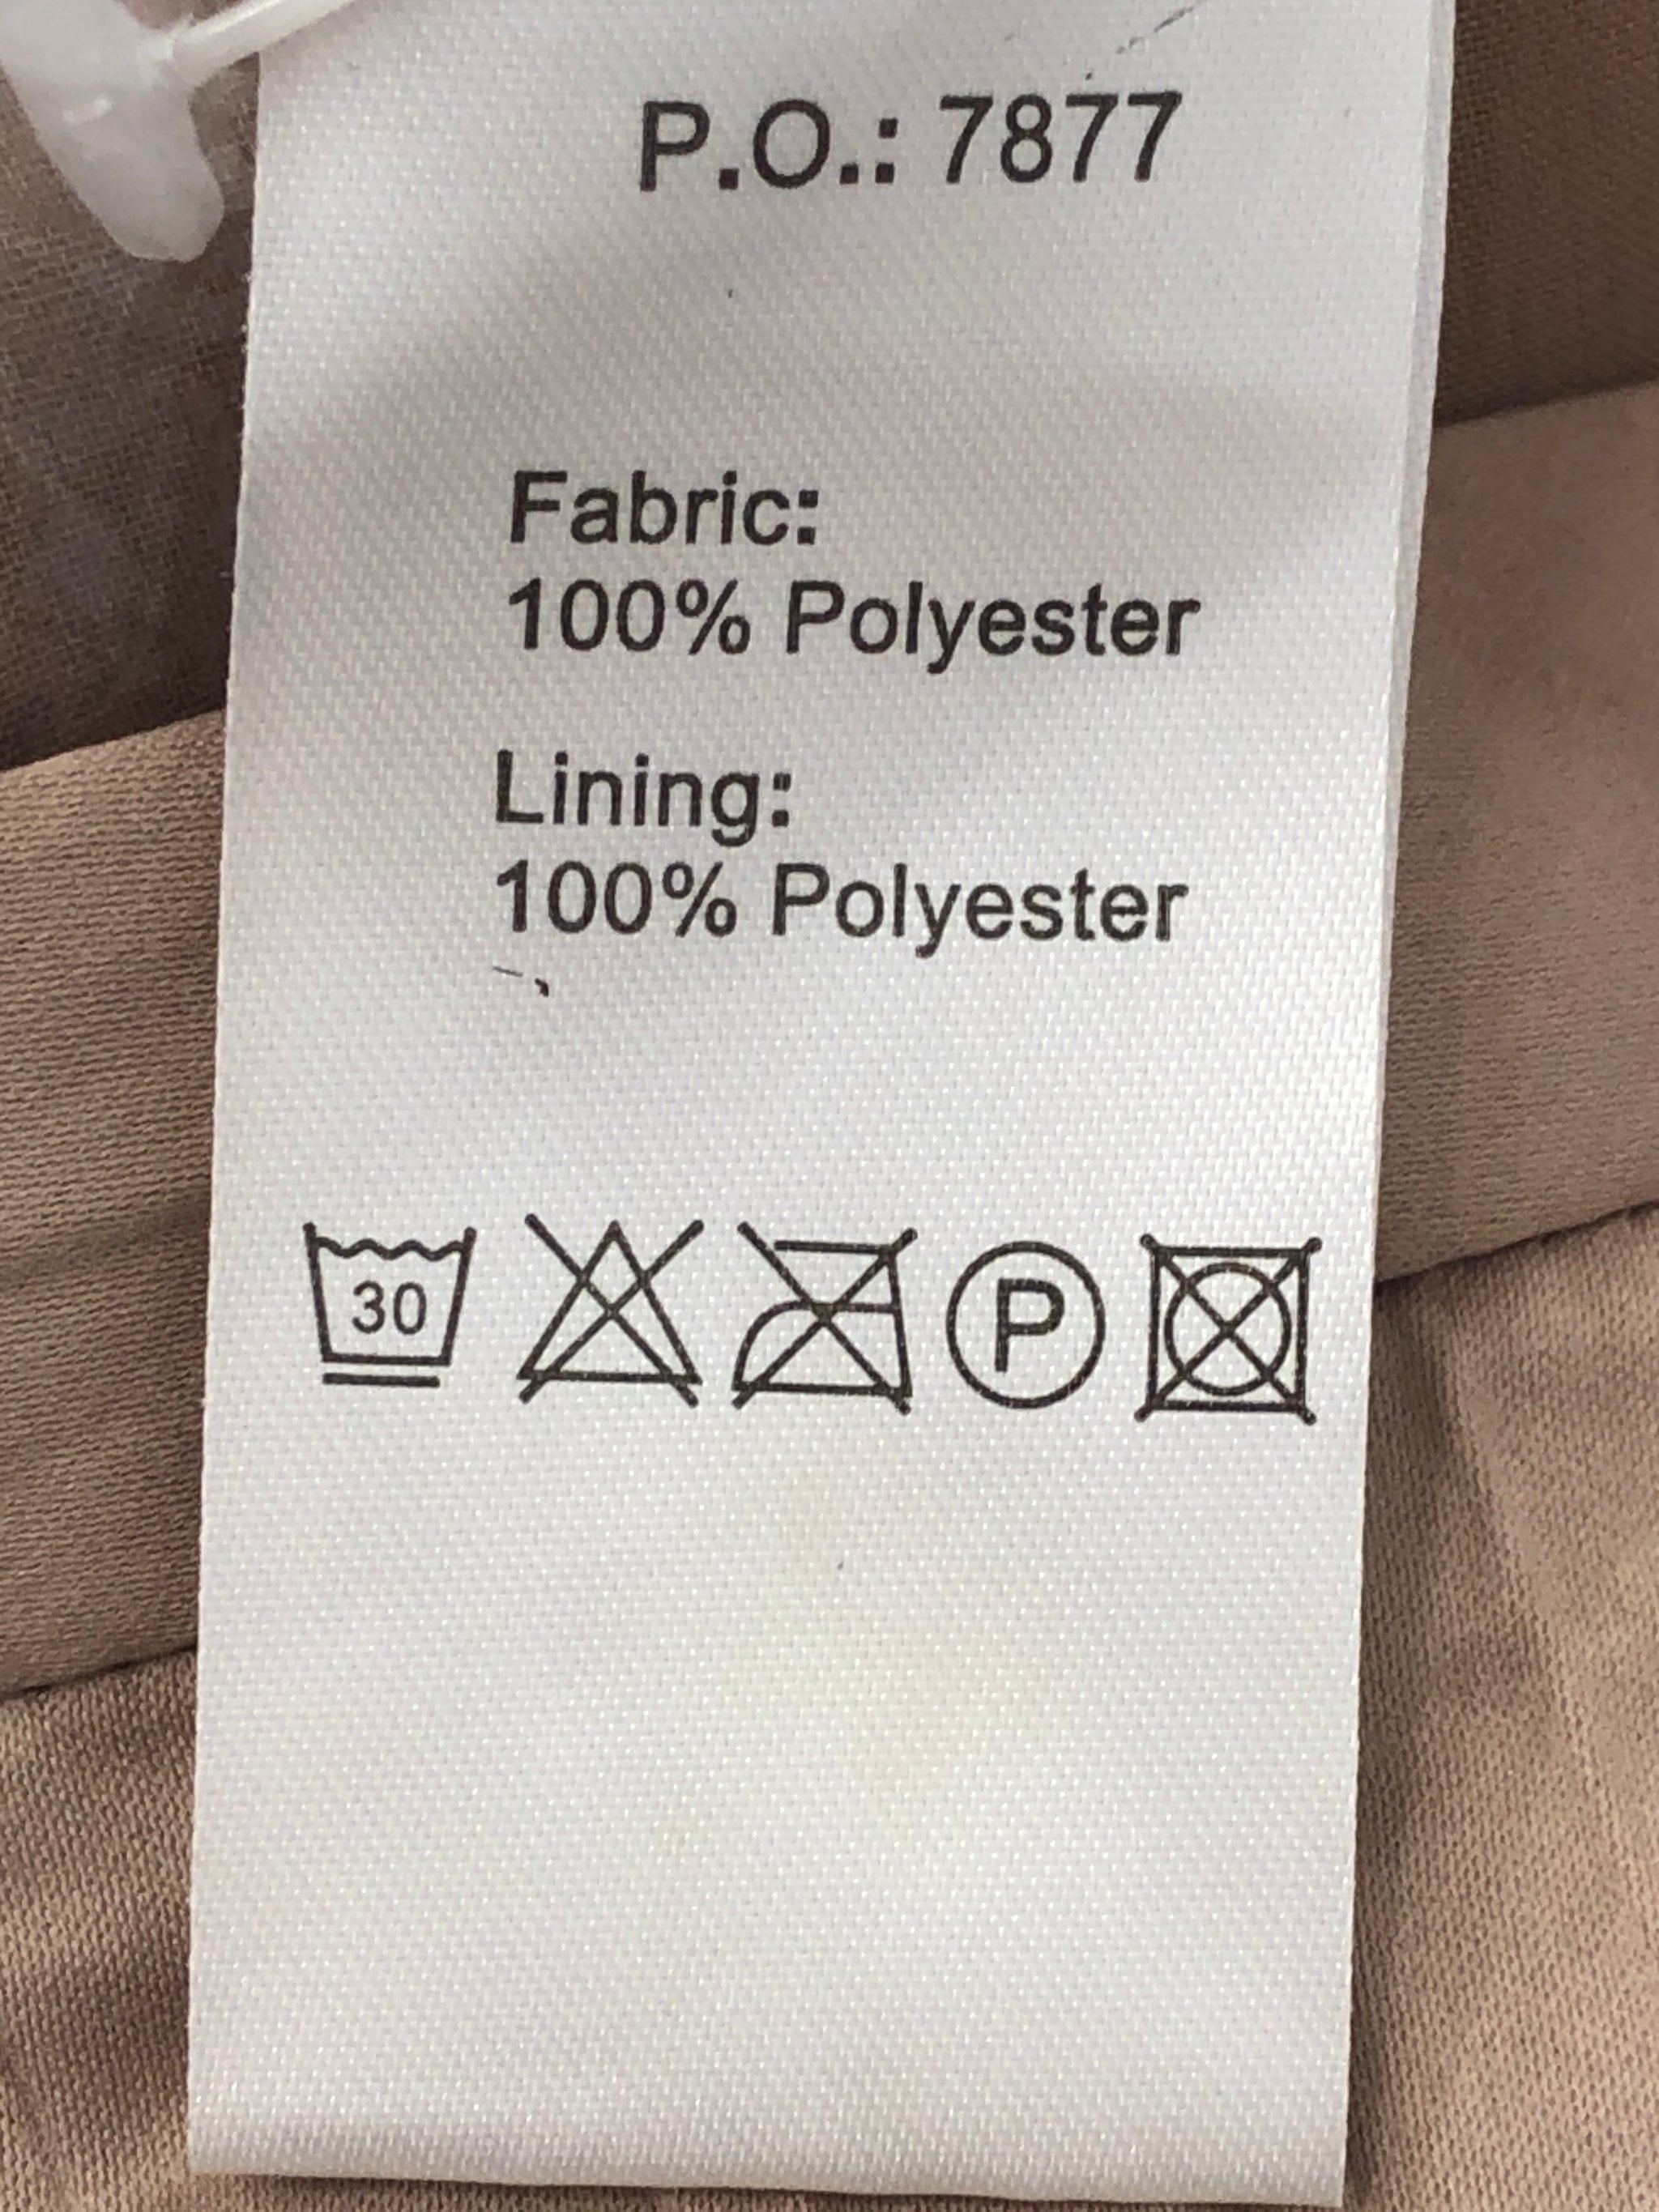 P.O.: 7877
Fabric:
100% Polyester
Lining:
100% Polyester
30 P